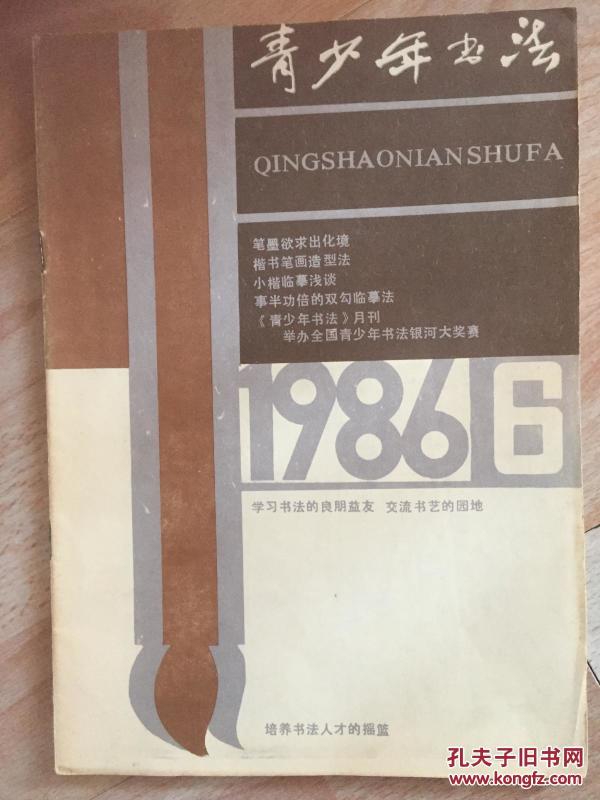 青少年书法
QINGSHAONIANSHUFA
笔墨欲求出化境
楷书笔画造型法
小楷临摹浅谈
事半功倍的双勾临摹法
《青少年书法》月刊
举办全国青少年书法银河大奖赛
1986 6
学习书法的良朋益友 交流书艺的园地
培养书法人才的摇篮
孔夫子旧书网
www.kongfz.com